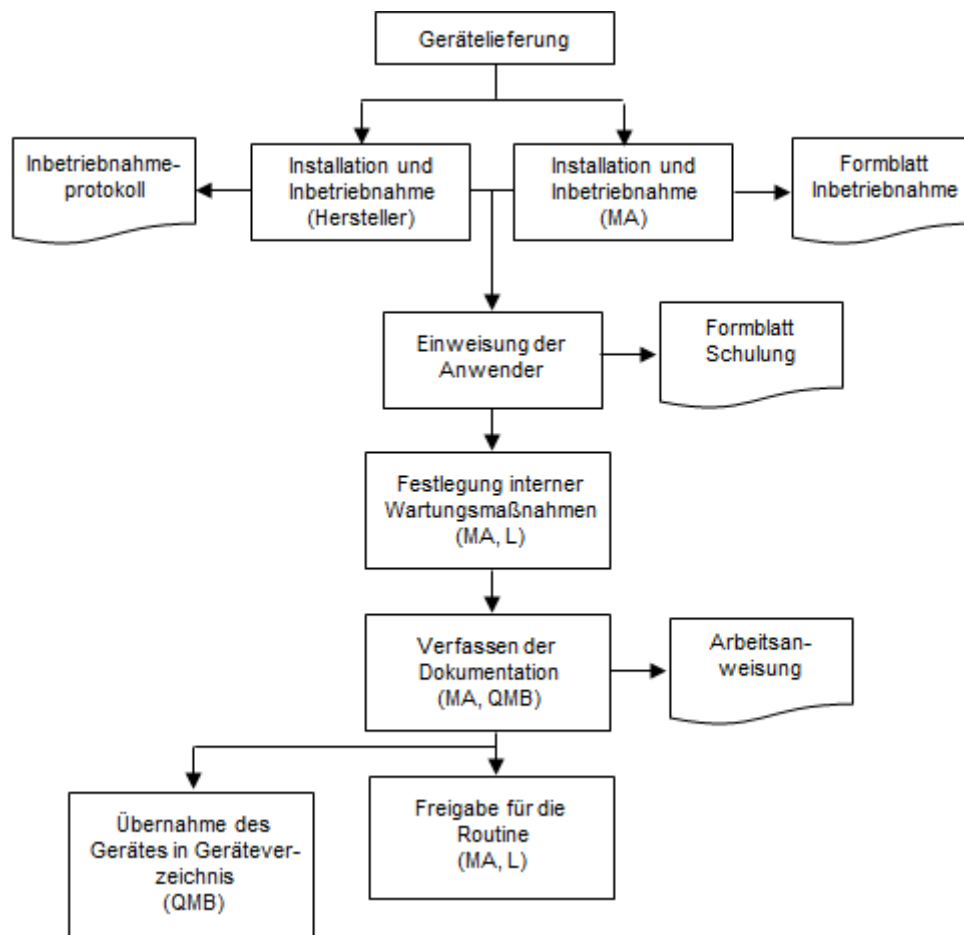 Gerätelieferung
Inbetriebnahme-
protokoll
Installation und
Inbetriebnahme
(Hersteller)
Installation und
Inbetriebnahme
(MA)
Formblatt
Inbetriebnahme
Einweisung der
Anwender
Formblatt
Schulung
Festlegung interner
Wartungsmaßnahmen
(MA, L)
Verfassen der
Dokumentation
(MA, QMB)
Arbeitsan-
weisung
Übernahme des
Gerätes in Gerätever-
zeichnis
(QMB)
Freigabe für die
Routine
(MA, L)